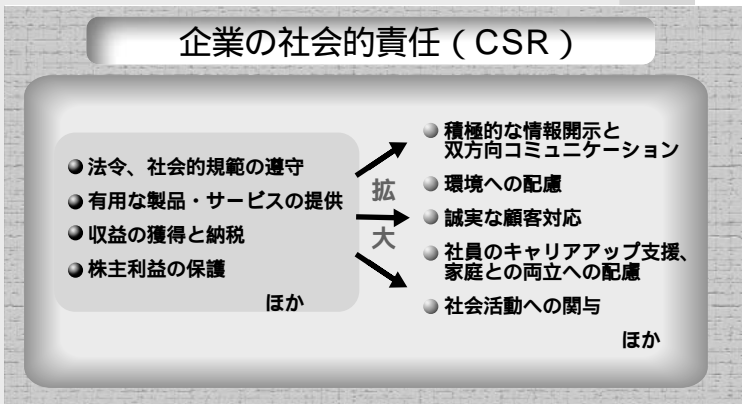 企業の社会的責任(CSR)
法令、社会的規範の遵守
有用な製品・サービスの提供
収益の獲得と納税
株主利益の保護
ほか
拡
大
積極的な情報開示と
双方向コミュニケーション
環境への配慮
誠実な顧客対応
社員のキャリアアップ支援、
家庭との両立への配慮
社会活動への関与
ほか